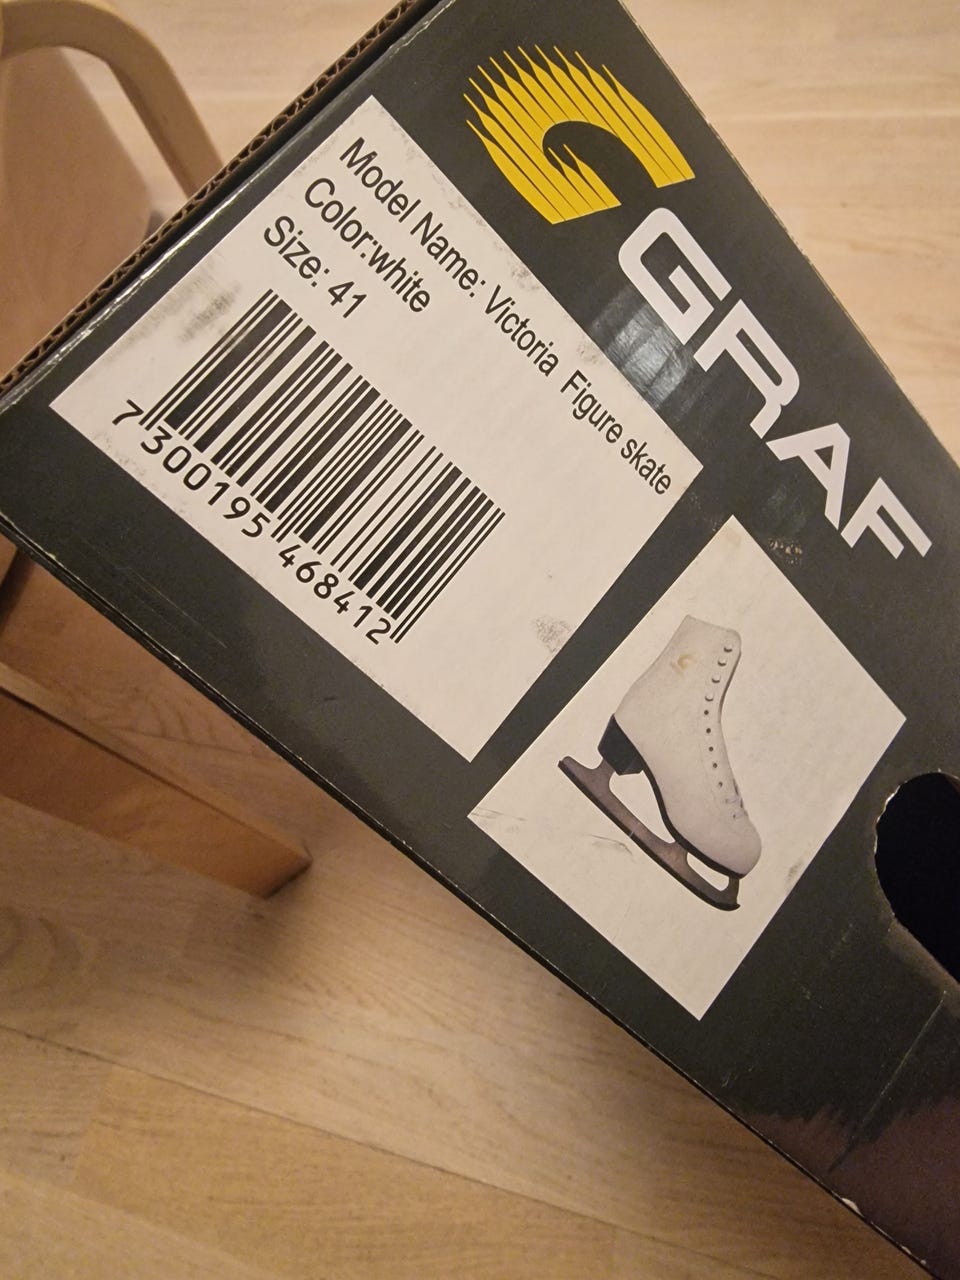 GRAF
Model Name: Victoria Figure skate
Color:white
Size: 41
7 300195 468412